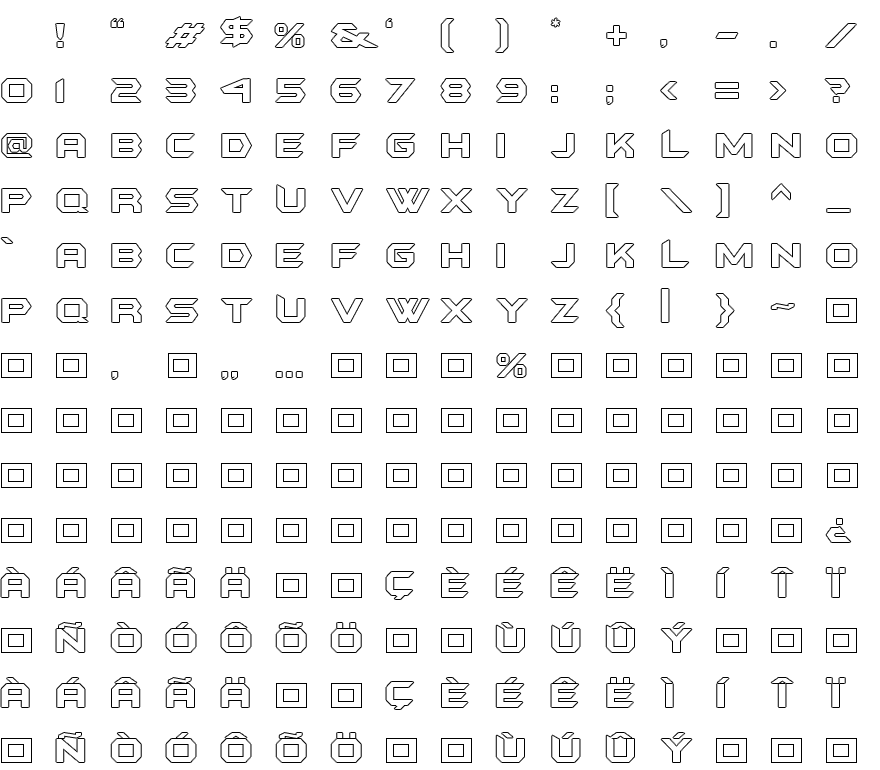 ! “ # $ % & ‘ ( ) * + , - . /
0 1 2 3 4 5 6 7 8 9 : ; < = > ?
@ A B C D E F G H I J K L M N O
P Q R S T U V W X Y Z [ \ ] ^ _
` A B C D E F G H I J K L M N O
P Q R S T U V W X Y Z { | } ~
, „ … %
¿
À Á Â Ã Ä Ç È É Ê Ë Ì Í Î Ï
Ñ Ò Ó Ô Õ Ö Ù Ú Û Ý
À Á Â Ã Ä Ç È É Ê Ë Ì Í Î Ï
Ñ Ò Ó Ô Õ Ö Ù Ú Û Ý